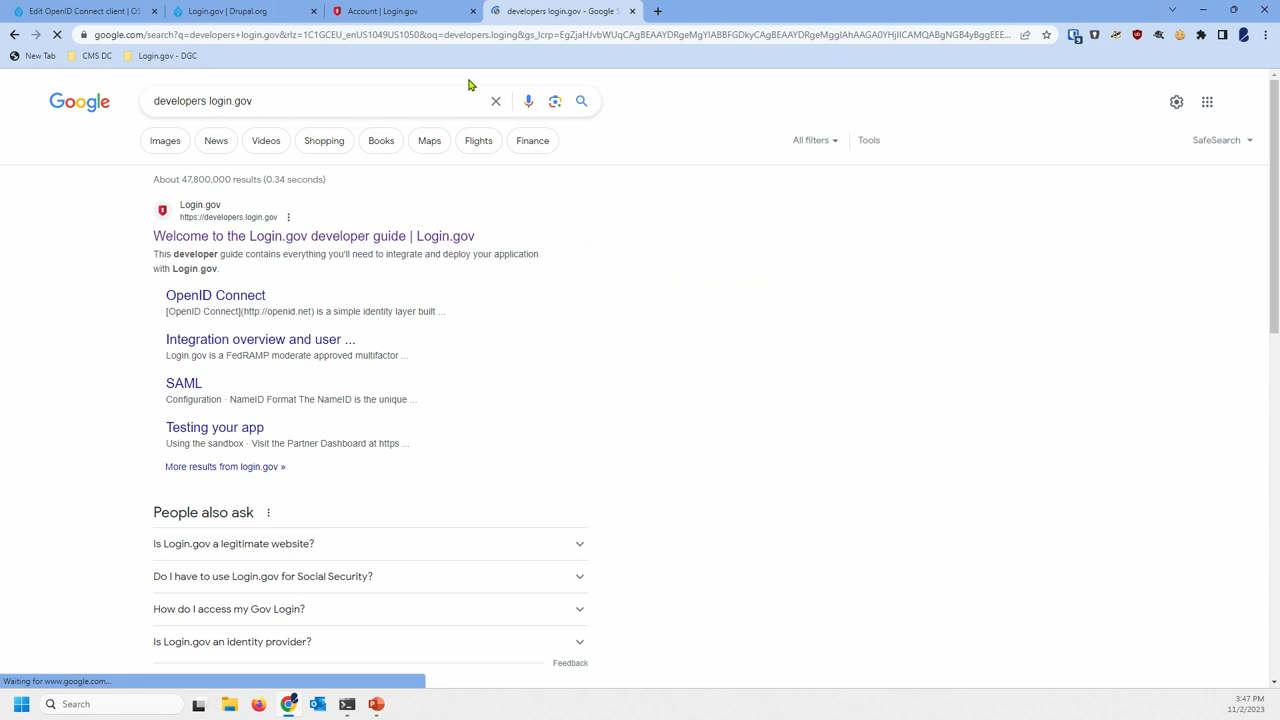 Edit OpenID Connect client | OS
Login.gov | Drupal.org
Account | Login.gov
developers login.gov - Google S
google.com/search?q=developers+login.gov&rlz=1C1GCEU_enUS1049US1050&oq=developers.loging&gs_lcrp=
New Tab
CMS DC
Login.gov - DGC
Google
developers login.gov
Images
News
Videos
Shopping
Books
Maps
Flights
Finance
All filters
Tools
SafeSearch
About 47,800,000 results (0.34 seconds)
Login.gov
https://developers.login.gov
Welcome to the Login.gov developer guide | Login.gov
This developer guide contains everything you'll need to integrate and deploy your application
with Login.gov.
OpenID Connect
[OpenID Connect](http://openid.net) is a simple identity layer built ...
Integration overview and user ...
Login.gov is a FedRAMP moderate approved multifactor ...
SAML
Configuration · NameID Format The NameID is the unique ...
Testing your app
Using the sandbox · Visit the Partner Dashboard at https ...
More results from login.gov »
People also ask
Is Login.gov a legitimate website?
Do I have to use Login.gov for Social Security?
How do I access my Gov Login?
Is Login.gov an identity provider?
Feedback
Waiting for www.google.com...
Search
3:47 PM
11/2/2023